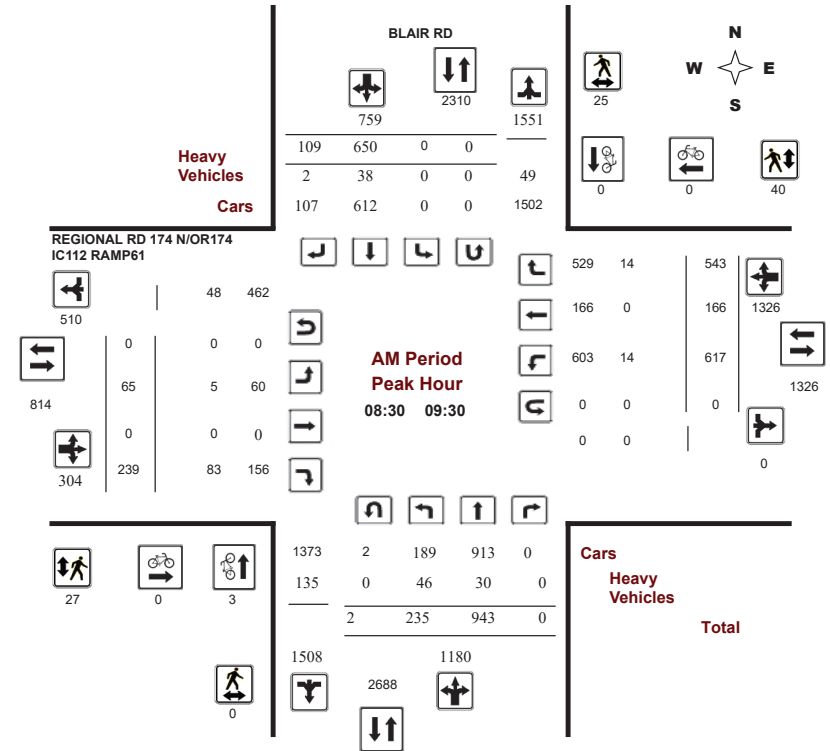 BLAIR RD
N
W E
S
2310
25
759 1551
109 650 0 0
Heavy
Vehicles
2 38 0 0 49
Cars
107 612 0 0 1502
0 0 40
REGIONAL RD 174 N/OR174
IC112 RAMP61
48 462
510
0 0 0
65 5 60
814
0 0 0
304
239 83 156
AM Period
Peak Hour
08:30 09:30
529 14 543
166 0 166 1326
603 14 617
1326
0 0 0
0 0
0
1373 2 189 913 0
135 0 46 30 0
2 235 943 0
1508 1180
2688
Cars
Heavy
Vehicles
Total
27 0 3
0